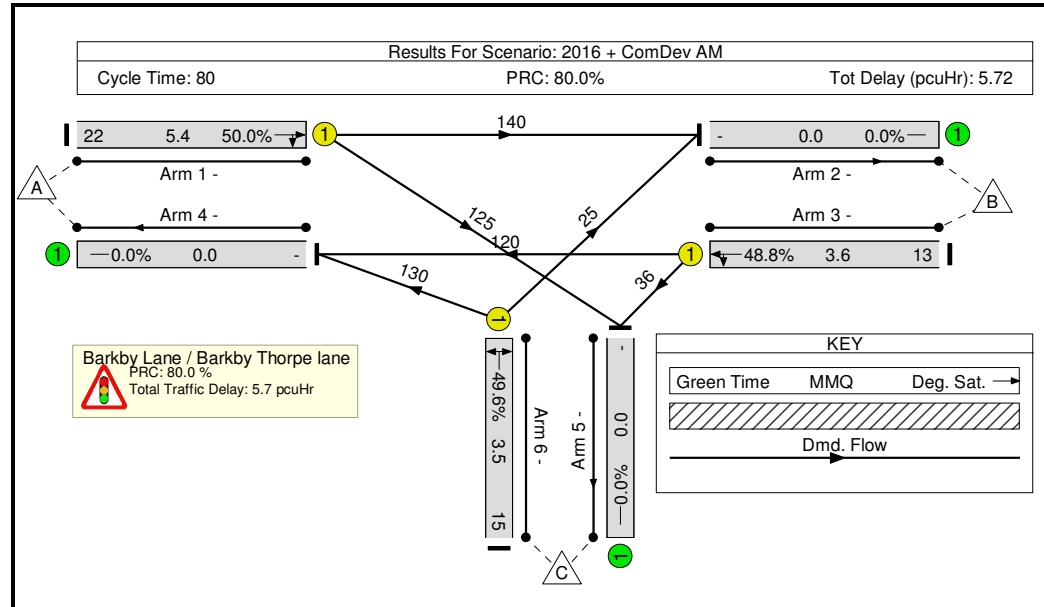 Results For Scenario: 2016 + ComDev AM
Cycle Time: 80 PRC: 80.0% Tot Delay (pcuHr): 5.72
22 5.4 50.0%
1
140
- 0.0 0.0%
1
Arm 1 -
Arm 2 -
A
B
125
25
Arm 4 -
Arm 3 -
1
0.0% 0.0 -
120
1
48.8% 3.6 13
130
36
1
Barkby Lane / Barkby Thorpe lane
PRC: 80.0 %
Total Traffic Delay: 5.7 pcuHr
49.6% 3.5 15
Arm 6 -
Arm 5 -
- 0.0 0.0%
1
C
KEY
Green Time MMQ Deg. Sat.
Dmd. Flow